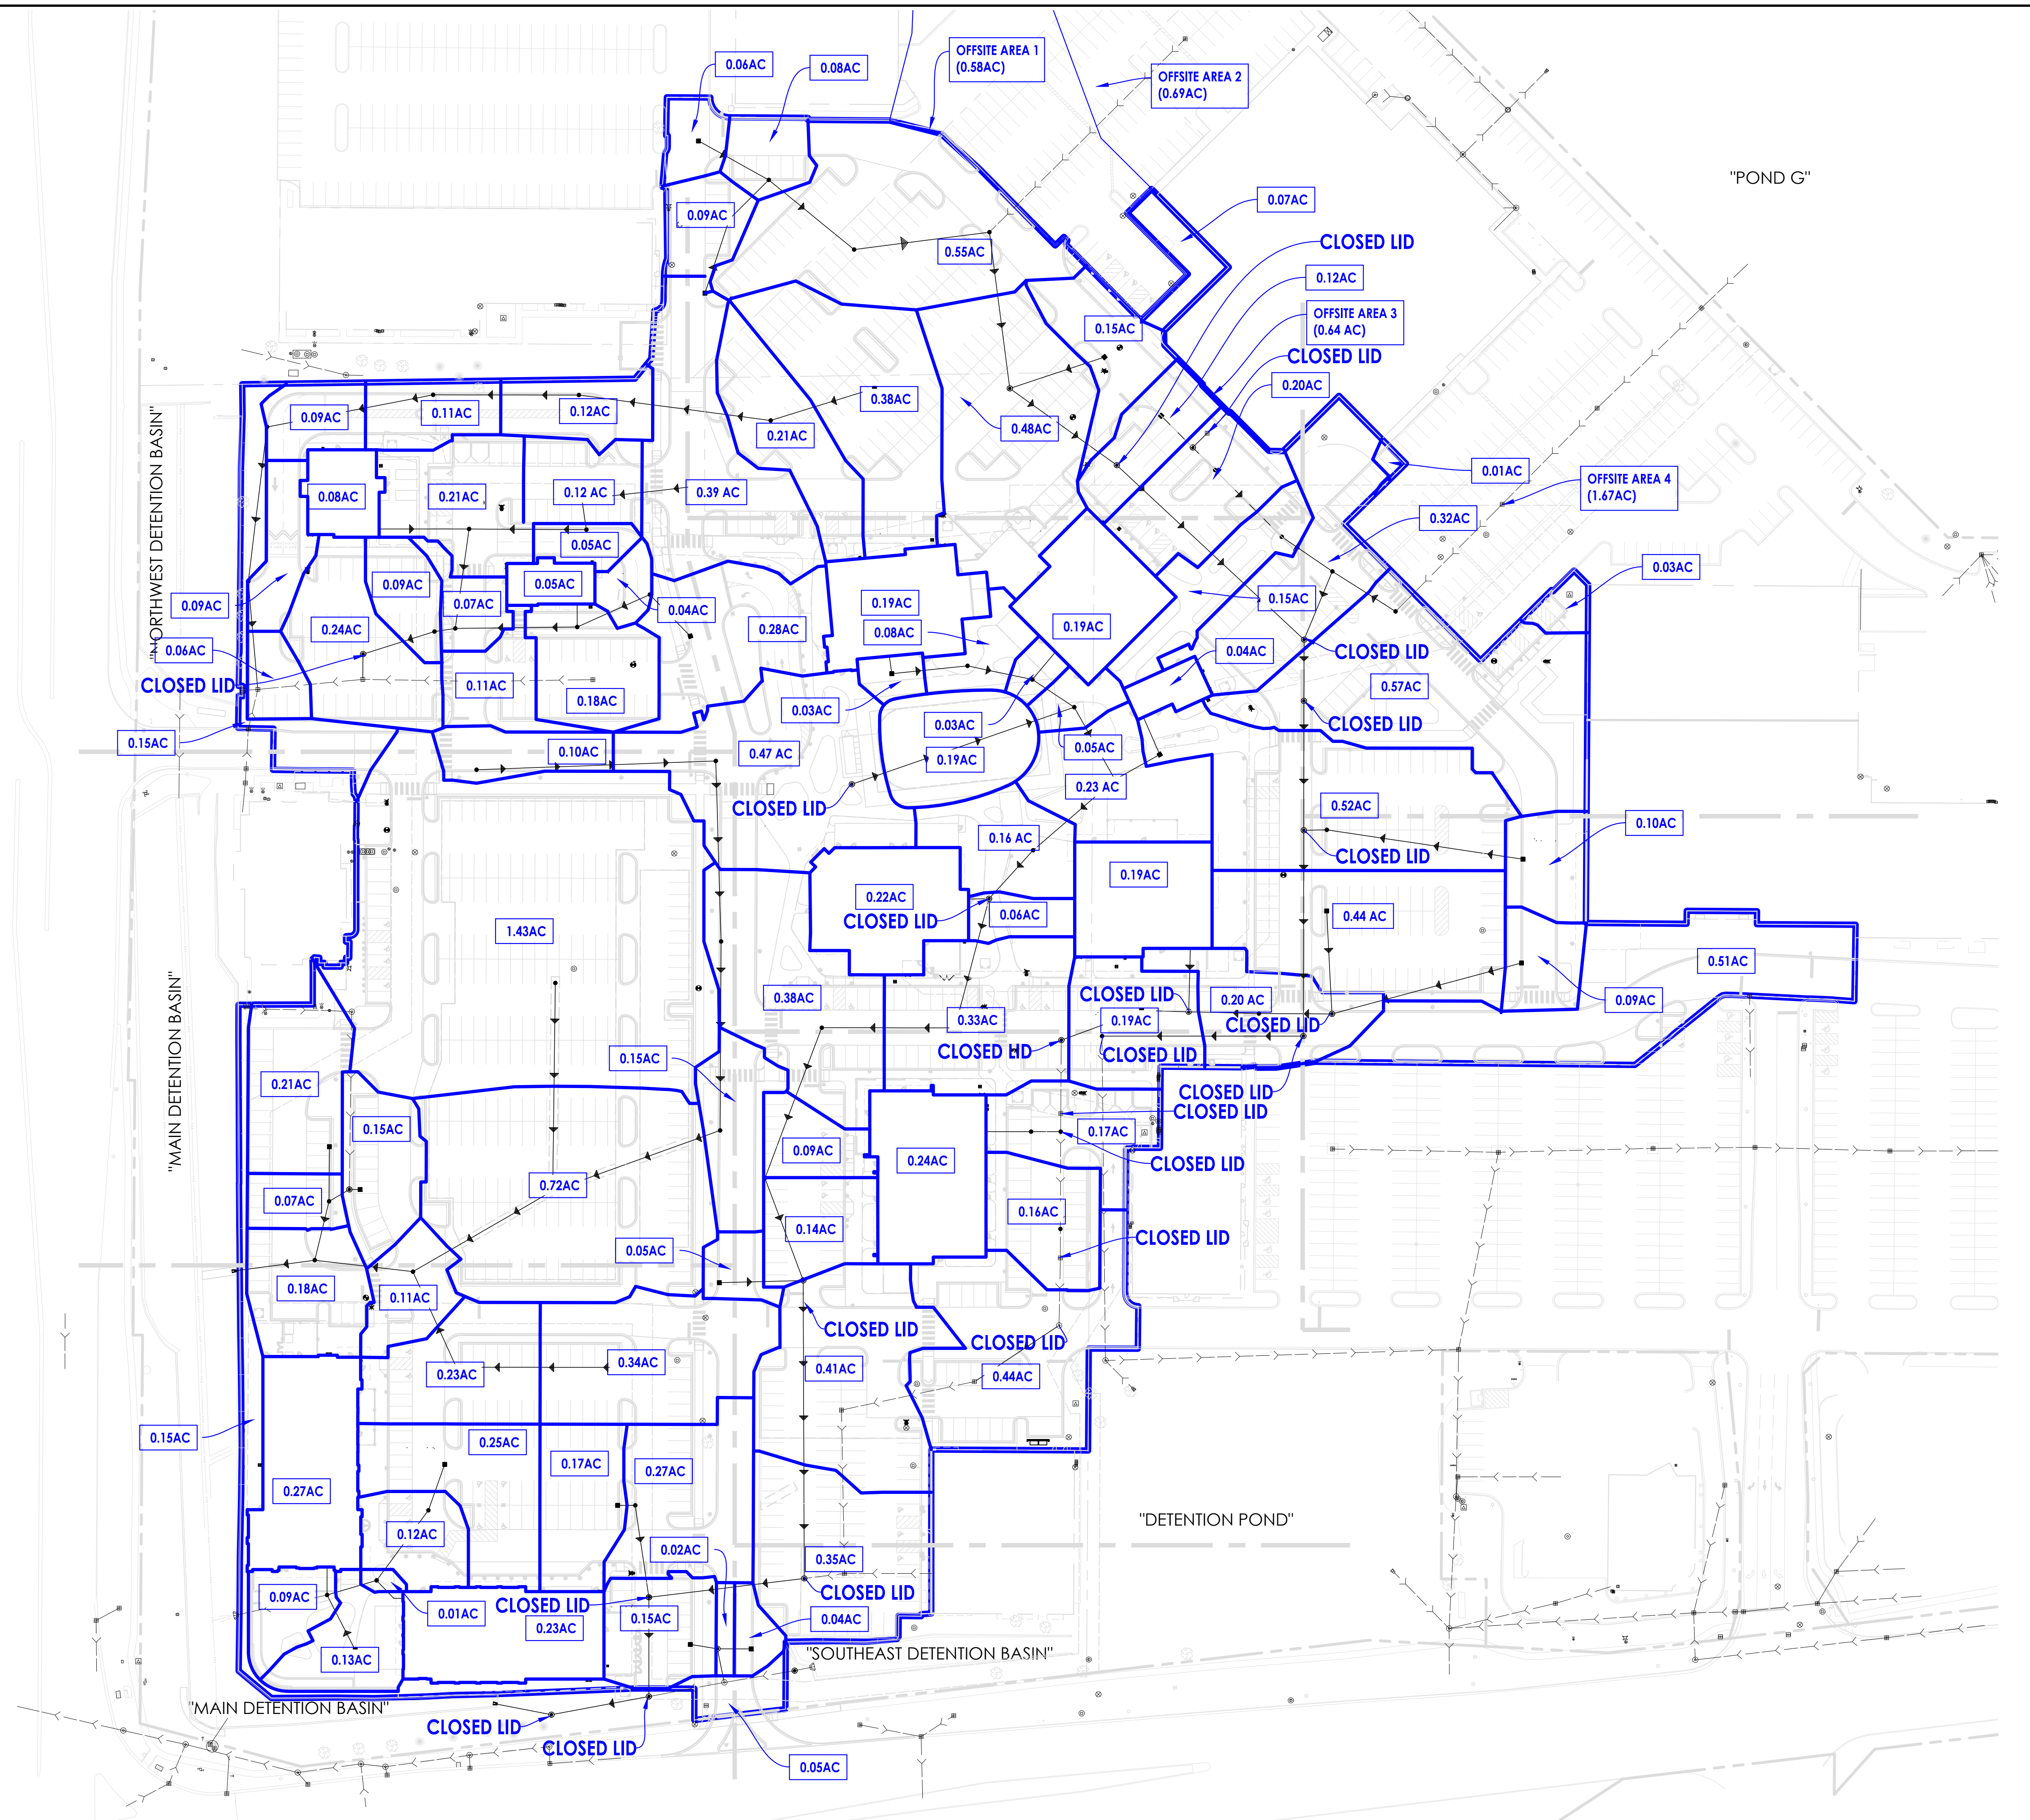 OFFSITE AREA 1
(0.58AC)
0.06AC
0.08AC
OFFSITE AREA 2
(0.69AC)
"POND G"
0.07AC
0.09AC
CLOSED LID
0.55AC
0.12AC
OFFSITE AREA 3
(0.64 AC)
0.15AC
CLOSED LID
0.20AC
0.38AC
0.09AC
0.11AC
0.12AC
0.48AC
0.21AC
0.01AC
OFFSITE AREA 4
(1.67AC)
0.08AC
0.21AC
0.12 AC
0.39 AC
0.32AC
"NORTHWEST DETENTION BASIN"
0.05AC
0.03AC
0.09AC
0.05AC
0.15AC
0.09AC
0.07AC
0.04AC
0.19AC
0.24AC
0.28AC
0.08AC
0.19AC
0.06AC
0.04AC
CLOSED LID
CLOSED LID
0.11AC
0.57AC
0.18AC
0.03AC
0.03AC
CLOSED LID
0.15AC
0.10AC
0.47 AC
0.05AC
0.19AC
0.23 AC
CLOSED LID
0.52AC
0.10AC
0.16 AC
CLOSED LID
0.19AC
0.22AC
0.06AC
0.44 AC
CLOSED LID
1.43AC
0.51AC
"MAIN DETENTION BASIN"
0.38AC
CLOSED LID
0.20 AC
0.09AC
0.33AC
0.19AC
CLOSED LID
0.15AC
CLOSED LID
CLOSED LID
0.21AC
CLOSED LID
CLOSED LID
0.15AC
0.17AC
0.09AC
0.24AC
CLOSED LID
0.72AC
0.07AC
0.16AC
0.14AC
CLOSED LID
0.05AC
0.18AC
0.11AC
CLOSED LID
CLOSED LID
0.34AC
0.41AC
0.23AC
0.44AC
0.15AC
0.25AC
0.17AC
0.27AC
0.27AC
"DETENTION POND"
0.12AC
0.02AC
0.35AC
CLOSED LID
0.09AC
CLOSED LID
0.01AC
0.15AC
0.04AC
0.23AC
"SOUTHEAST DETENTION BASIN"
0.13AC
"MAIN DETENTION BASIN"
CLOSED LID
CLOSED LID
0.05AC